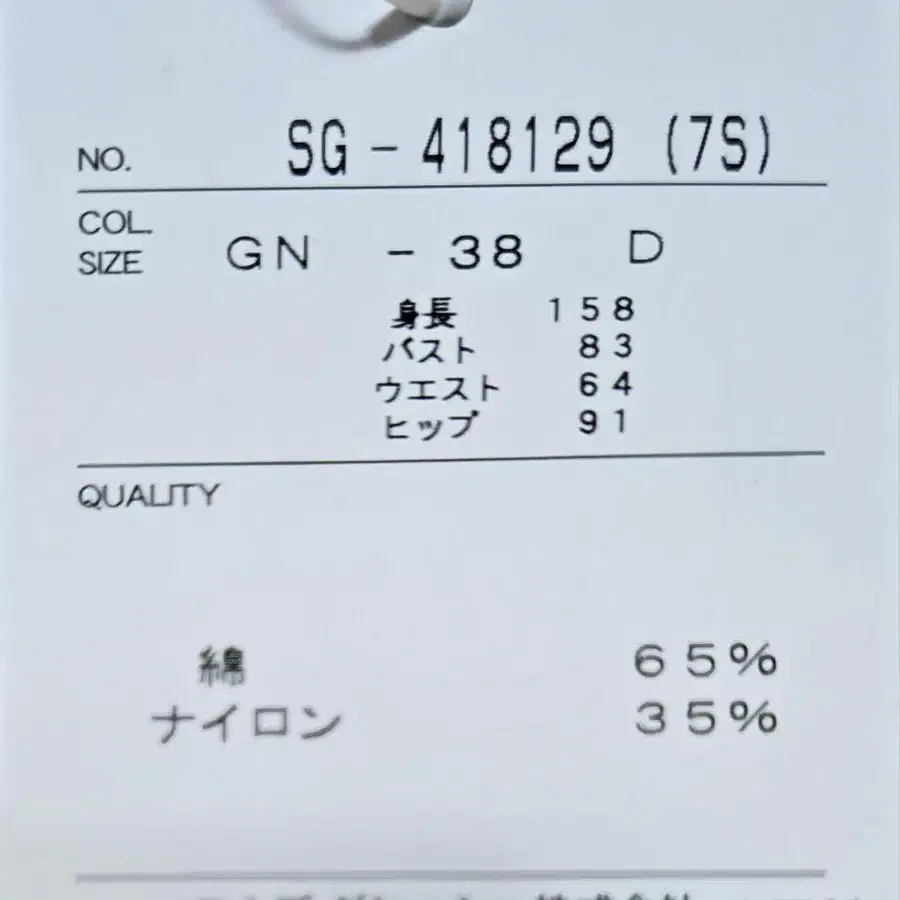 NO. SG-418129 (7S)
COL.
SIZE GN -38 D
身長 158
バスト 83
ウエスト 64
ヒップ 91
QUALITY
綿 65%
ナイロン 35%